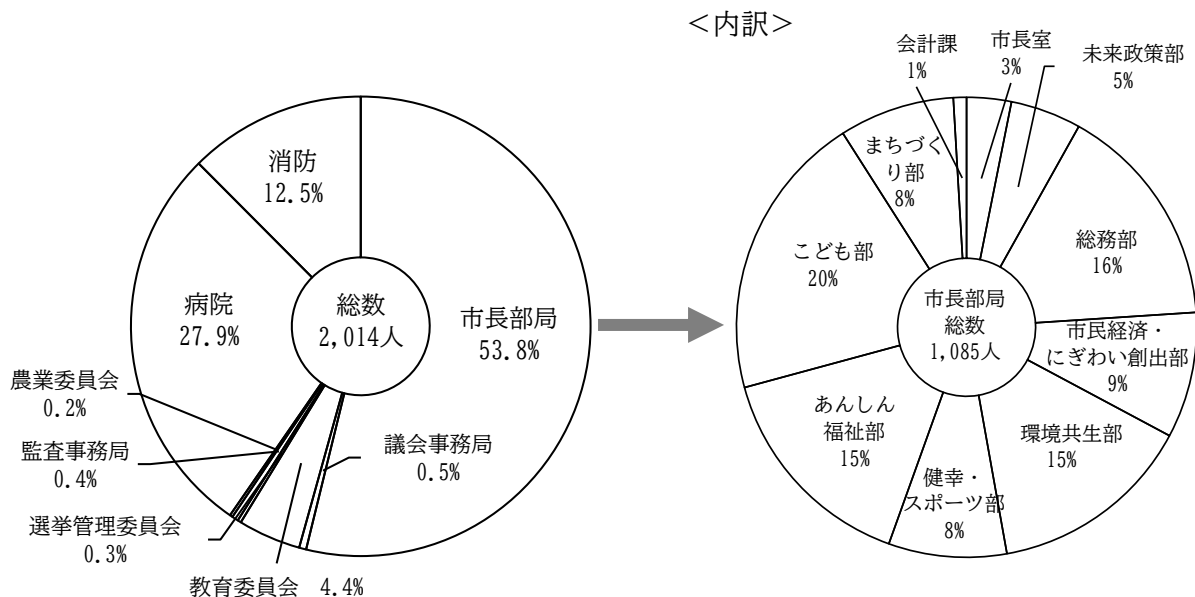 ＜内訳＞
消防
12.5%
病院
27.9%
総数
2,014人
市長部局
53.8%
農業委員会
0.2%
監査事務局
0.4%
選挙管理委員会
0.3%
教育委員会 4.4%
議会事務局
0.5%
会計課
1%
市長室
3%
未来政策部
5%
まちづく
り部
8%
こども部
20%
総務部
16%
市長部局
総数
1,085人
市民経済・
にぎわい創出部
9%
あんしん
福祉部
15%
環境共生部
15%
健幸・
スポーツ部
8%